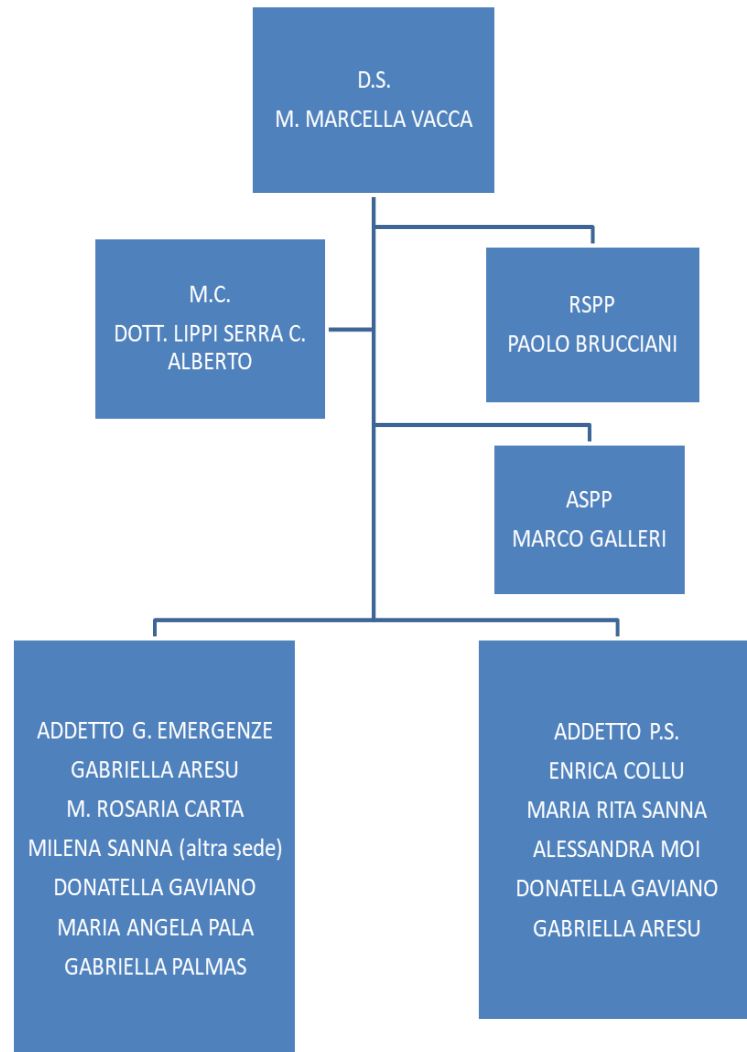 D.S.
M. MARCELLA VACCA
M.C.
DOTT. LIPPI SERRA C.
ALBERTO
RSPP
PAOLO BRUCCIANI
ASPP
MARCO GALLERI
ADDETTO G. EMERGENZE
GABRIELLA ARESU
M. ROSARIA CARTA
MILENA SANNA (altra sede)
DONATELLA GAVIANO
MARIA ANGELA PALA
GABRIELLA PALMAS
ADDETTO P.S.
ENRICA COLLU
MARIA RITA SANNA
ALESSANDRA MOI
DONATELLA GAVIANO
GABRIELLA ARESU